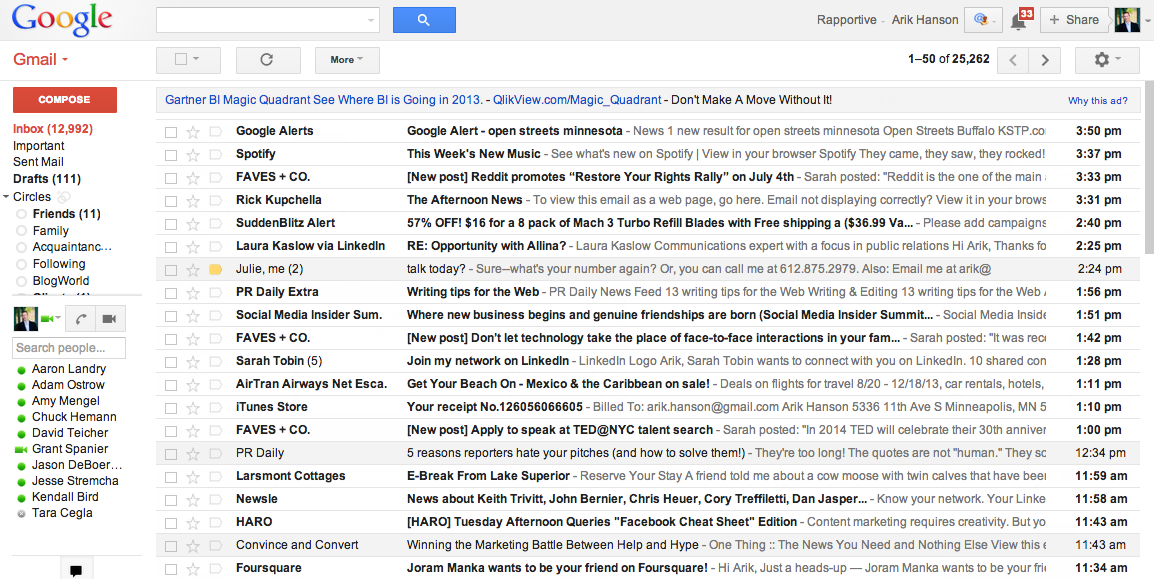 Google
Rapportive Arik Hanson 33 + Share
Gmail More 1–50 of 25,262
COMPOSE
Gartner BI Magic Quadrant See Where BI is Going in 2013. - QlikView.com/Magic_Quadrant - Don't Make A Move Without It! Why this ad?
Inbox (12,992)
Important
Sent Mail
Drafts (111)
Circles
Friends (11)
Family
Acquaintanc...
Following
BlogWorld
Search people...
Aaron Landry
Adam Ostrow
Amy Mengel
Chuck Hemann
David Teicher
Grant Spanier
Jason DeBoer...
Jesse Stremcha
Kendall Bird
Tara Cegla
Google Alerts Google Alert - open streets minnesota - News 1 new result for open streets minnesota Open Streets Buffalo KSTP.co 3:50 pm
Spotify This Week's New Music - See what's new on Spotify | View in your browser Spotify They came, they saw, they rocked! 3:37 pm
FAVES + CO. [New post] Reddit promotes “Restore Your Rights Rally” on July 4th - Sarah posted: "Reddit is the one of the main 3:33 pm
Rick Kupchella The Afternoon News - To view this email as a web page, go here. Email not displaying correctly? View it in your brows 3:31 pm
SuddenBlitz Alert 57% OFF! $16 for a 8 pack of Mach 3 Turbo Refill Blades with Free shipping a ($36.99 Va... - Please add campaigns 2:40 pm
Laura Kaslow via LinkedIn RE: Opportunity with Allina? - Laura Kaslow Communications expert with a focus in public relations Hi Arik, Thanks fo 2:25 pm
Julie, me (2) talk today? - Sure--what's your number again? Or, you can call me at 612.875.2979. Also: Email me at arik@ 2:24 pm
PR Daily Extra Writing tips for the Web - PR Daily News Feed 13 writing tips for the Web Writing & Editing 13 writing tips for the Web 1:56 pm
Social Media Insider Sum. Where new business begins and genuine friendships are born (Social Media Insider Summit... - Social Media Inside 1:51 pm
FAVES + CO. [New post] Don't let technology take the place of face-to-face interactions in your fam... - Sarah posted: "It was rece 1:42 pm
Sarah Tobin (5) Join my network on LinkedIn - LinkedIn Logo Arik, Sarah Tobin wants to connect with you on LinkedIn. 10 shared con 1:28 pm
AirTran Airways Net Esca. Get Your Beach On - Mexico & the Caribbean on sale! - Deals on flights for travel 8/20 - 12/18/13, car rentals, hotels, 1:11 pm
iTunes Store Your receipt No.126056066605 - Billed To: arik.hanson@gmail.com Arik Hanson 5336 11th Ave S Minneapolis, MN 5 1:10 pm
FAVES + CO. [New post] Apply to speak at TED@NYC talent search - Sarah posted: "In 2014 TED will celebrate their 30th anniver 1:00 pm
PR Daily 5 reasons reporters hate your pitches (and how to solve them!) - They're too long! The quotes are not "human." They sc 12:34 pm
Larsmont Cottages E-Break From Lake Superior - Reserve Your Stay A friend told me about a cow moose with twin calves that have been 11:59 am
Newsle News about Keith Trivitt, John Bernier, Chris Heuer, Cory Treffiletti, Dan Jasper... - Know your network. Your Linke 11:58 am
HARO [HARO] Tuesday Afternoon Queries "Facebook Cheat Sheet" Edition - Content marketing requires creativity. But yo 11:43 am
Convince and Convert Winning the Marketing Battle Between Help and Hype - One Thing :: The News You Need and Nothing Else View this e 11:43 am
Foursquare Joram Manka wants to be your friend on Foursquare! - Hi Arik, Just a heads-up — Joram Manka wants to be your frien 11:34 am